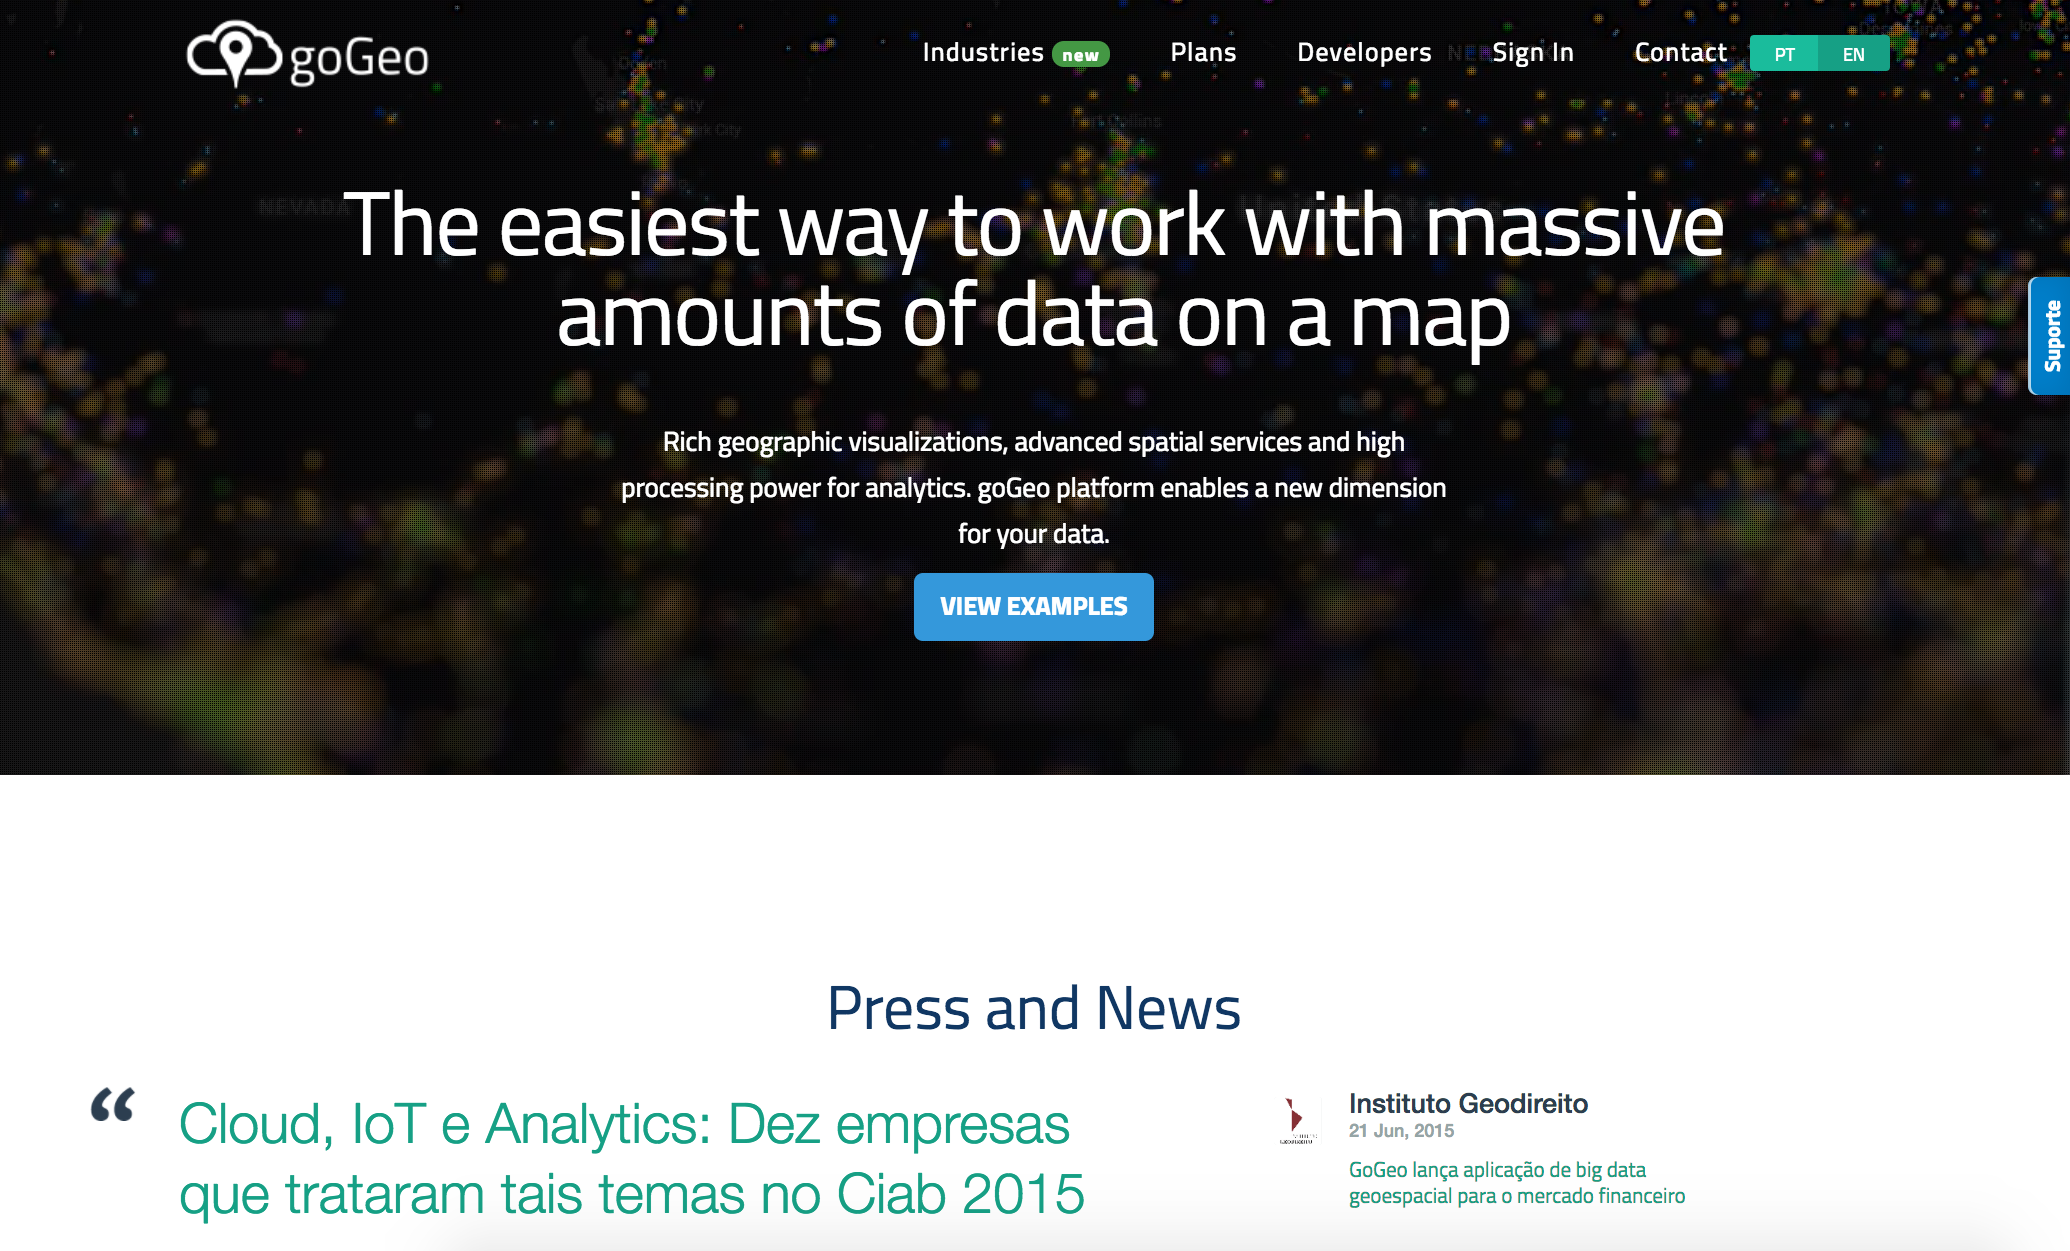 goGeo
Industries new Plans Developers Sign In Contact PT EN
The easiest way to work with massive
amounts of data on a map
Suporte
Rich geographic visualizations, advanced spatial services and high
processing power for analytics. goGeo platform enables a new dimension
for your data.
VIEW EXAMPLES
Press and News
“ Cloud, IoT e Analytics: Dez empresas
que trataram tais temas no Ciab 2015
Instituto Geodireito
21 Jun, 2015
GoGeo lança aplicação de big data
geoespacial para o mercado financeiro
NEVADA